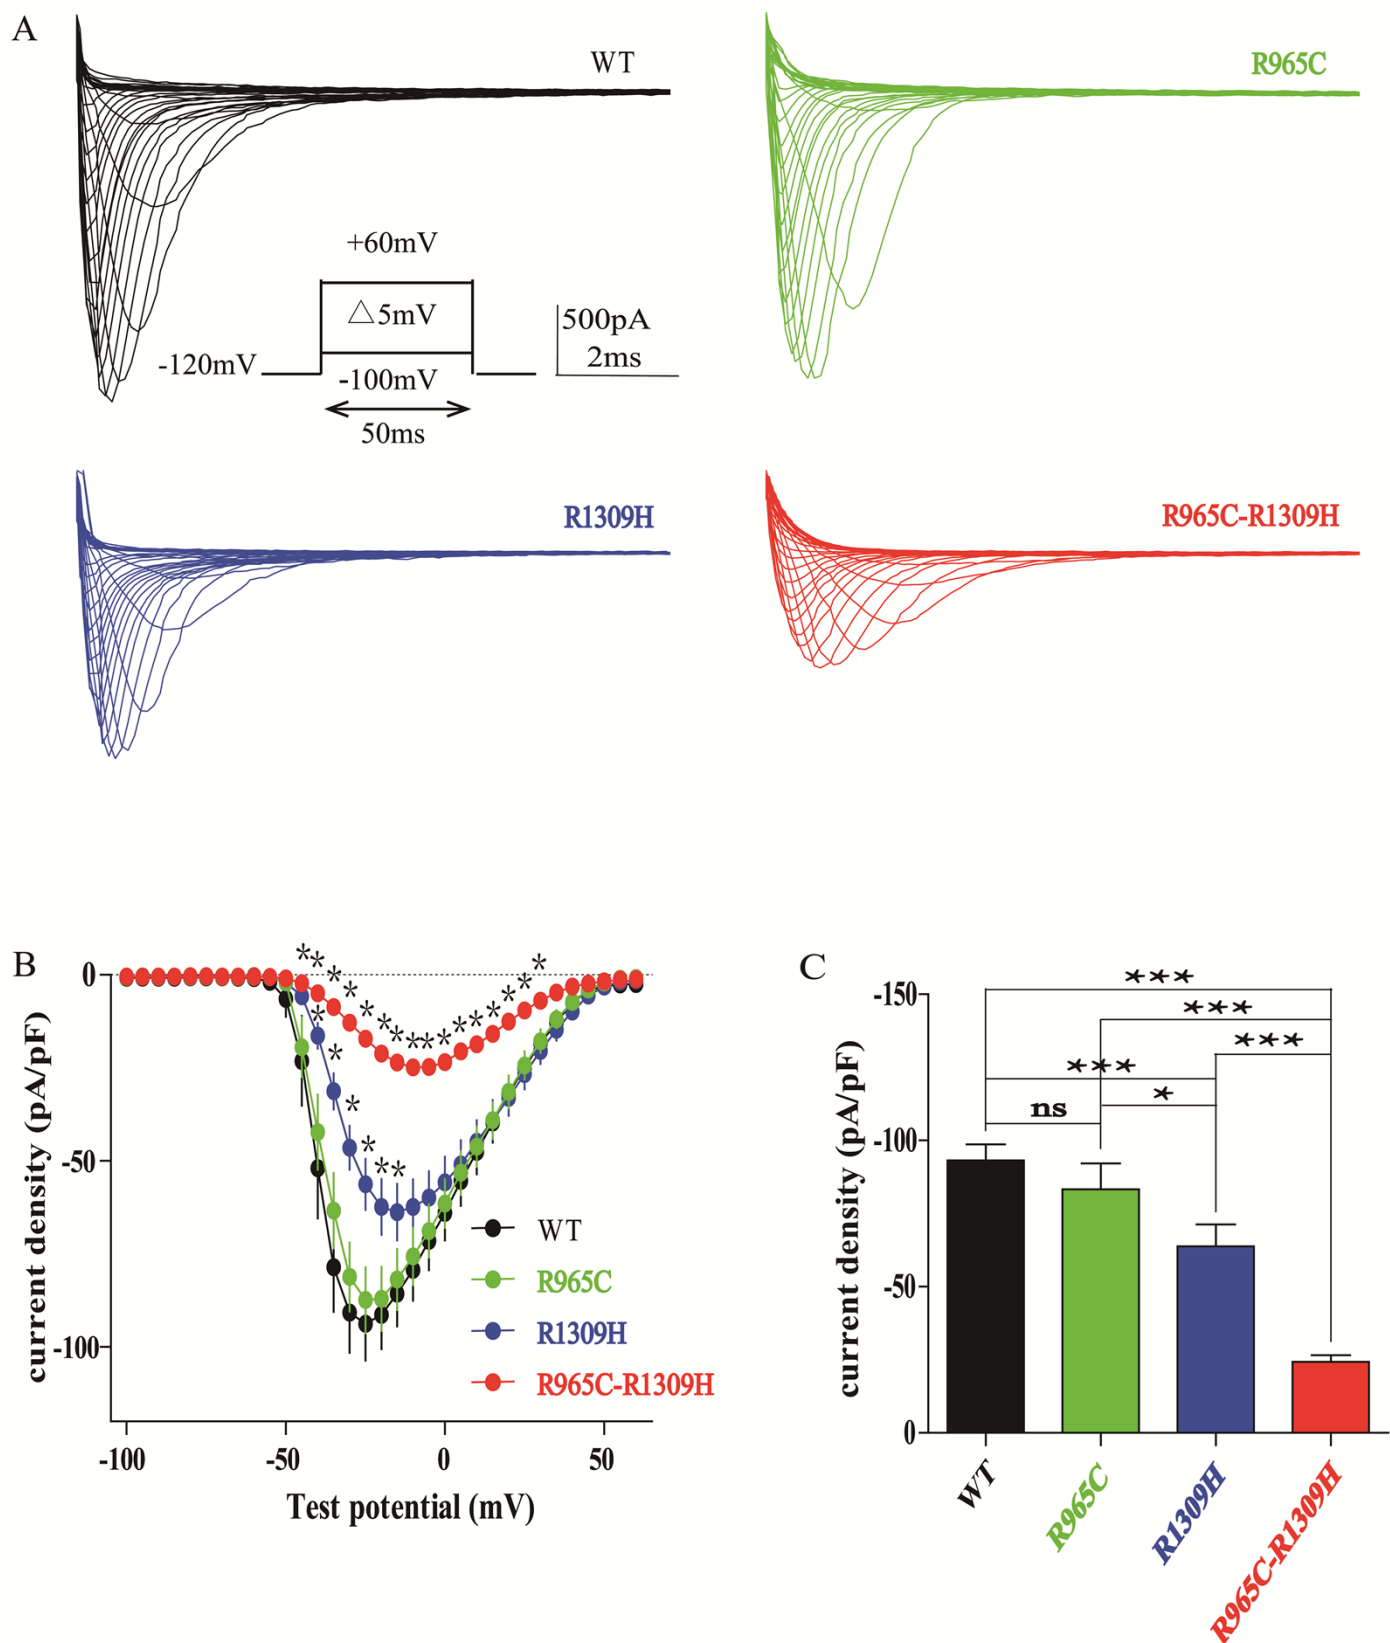 A
WT
R965C
+60mV
△5mV
-120mV
-100mV
50ms
500pA
2ms
R1309H
R965C-R1309H
B
current density (pA/pF)
0
-50
-100
* * * * * * * * * * * * * * * *
* * * * * *
WT
R965C
R1309H
R965C-R1309H
-100
-50
0
50
Test potential (mV)
C
current density (pA/pF)
-150
-100
-50
0
***
***
***
***
*
ns
WT
R965C
R1309H
R965C-R1309H